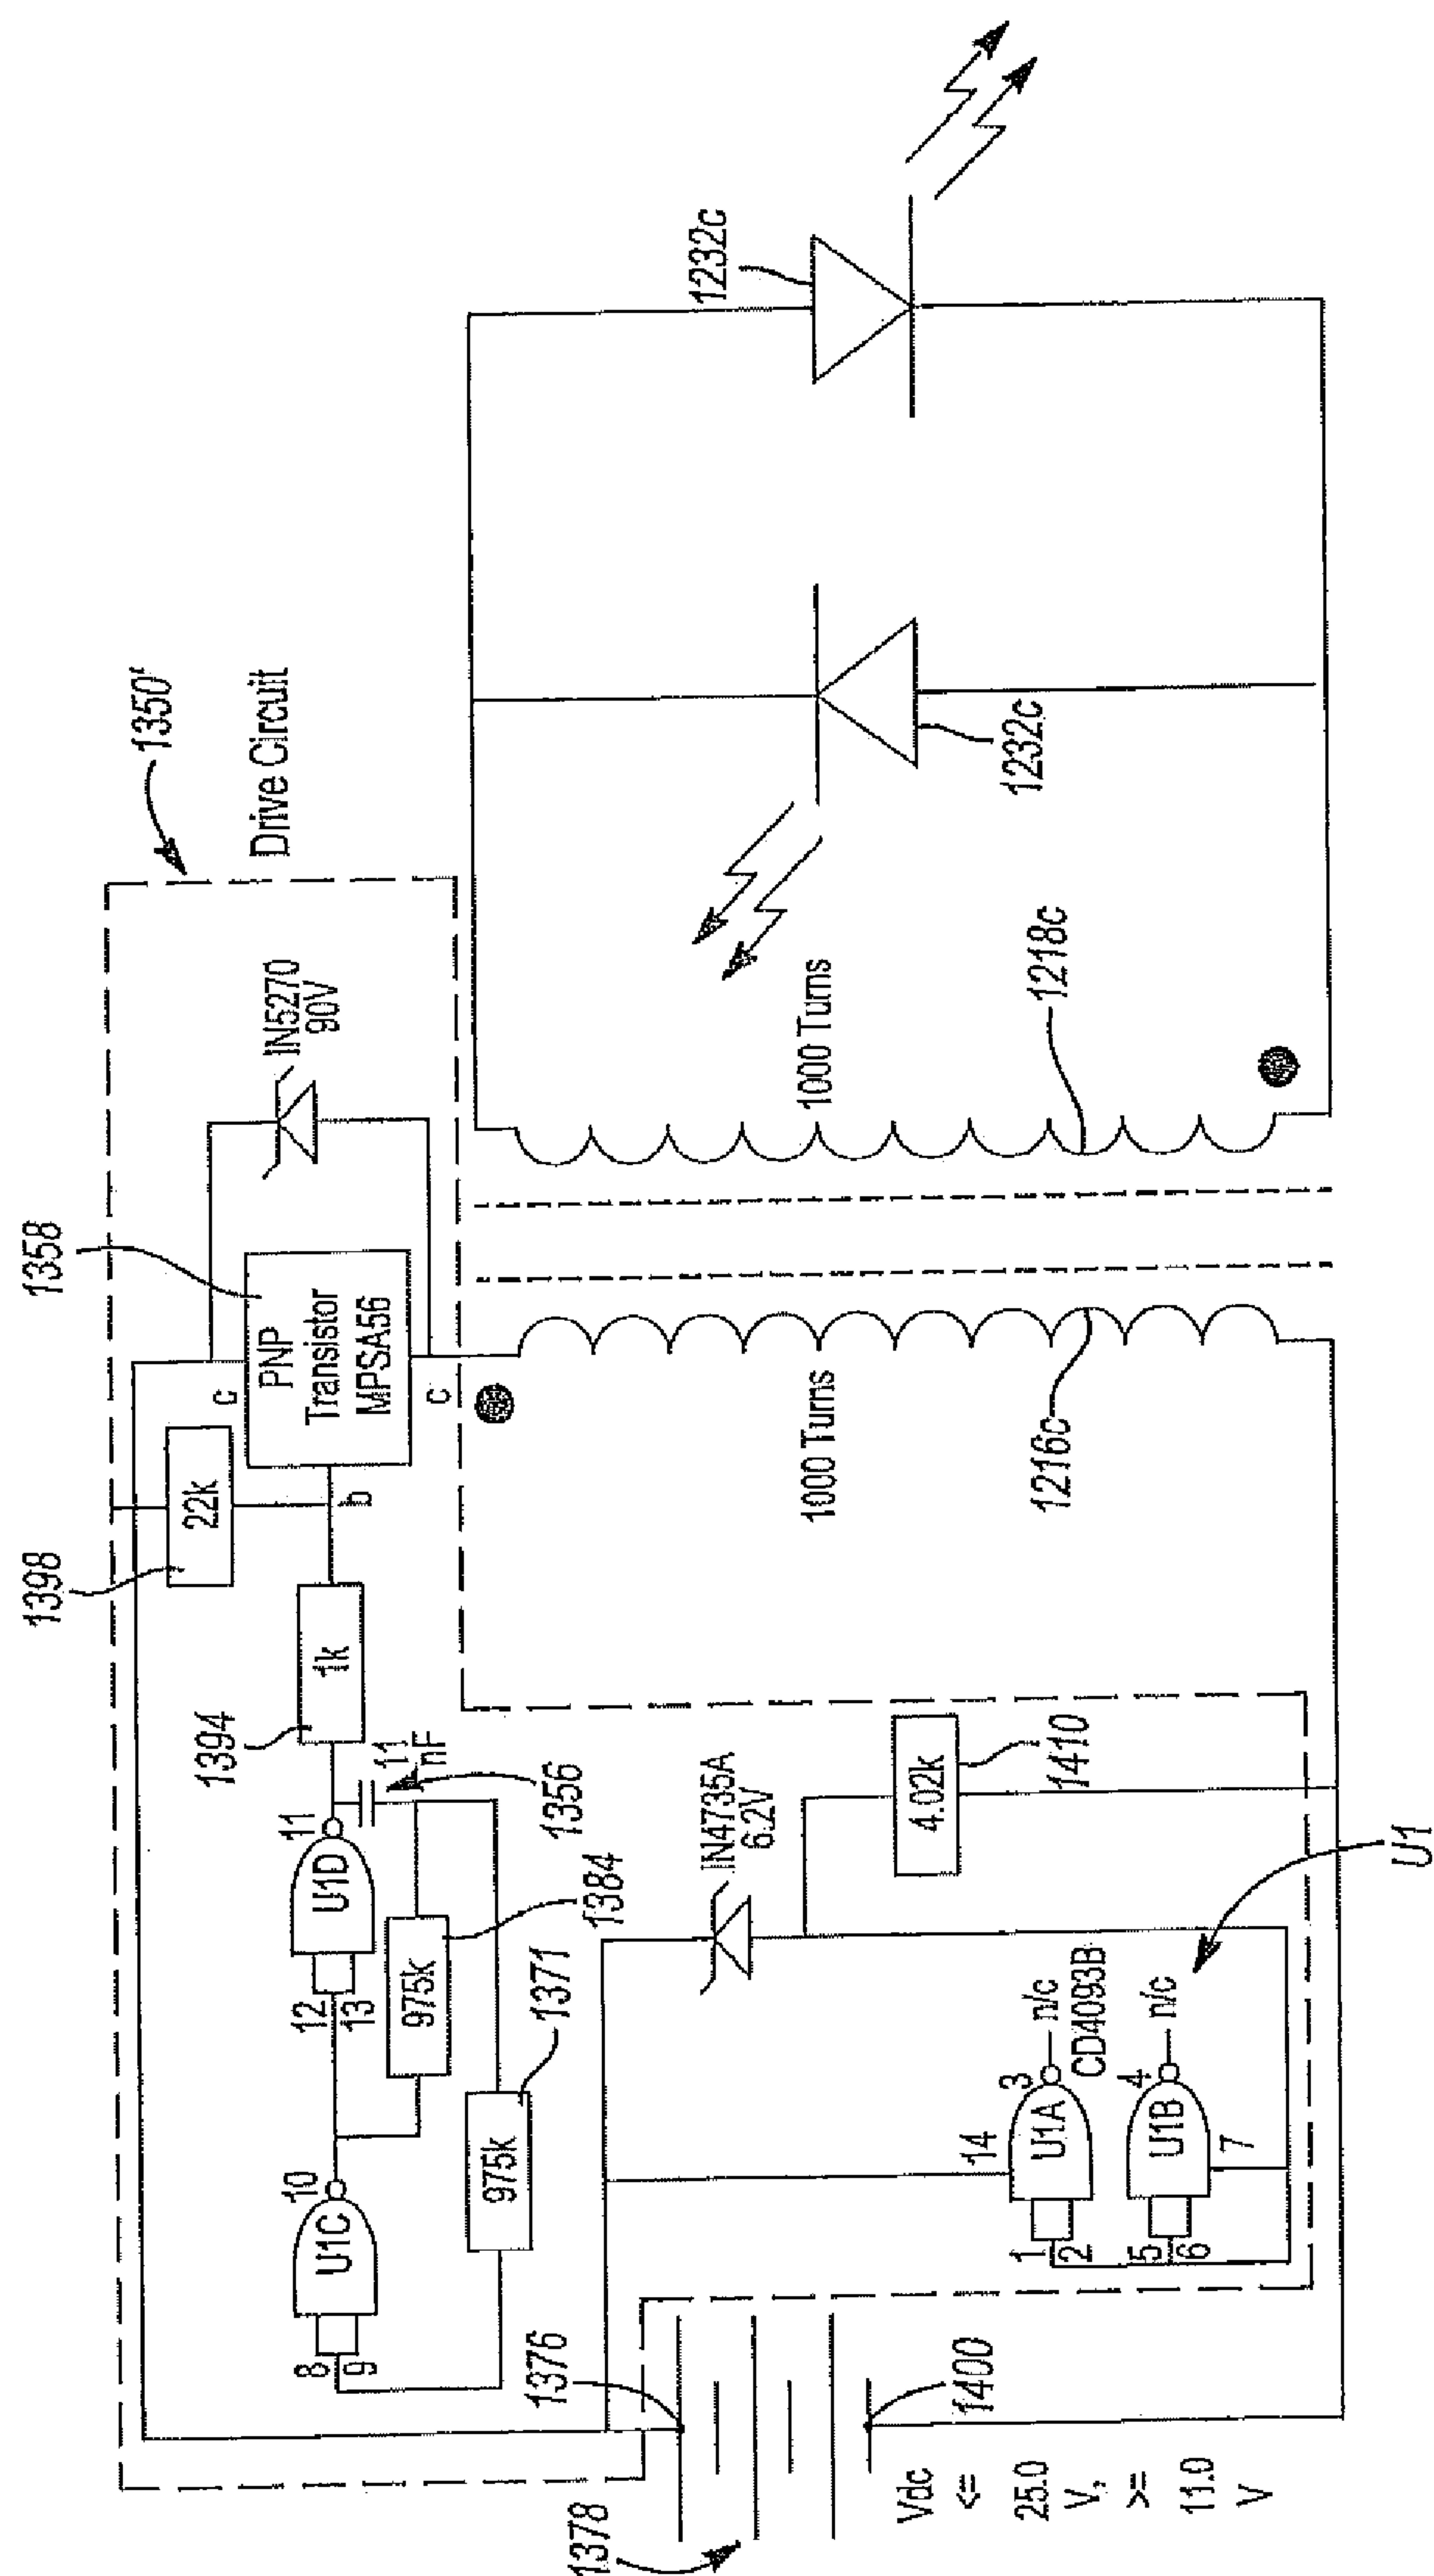 1350'
Drive Circuit
1358
1398
22k
c
PNP
Transistor
MPSA56
c
b
IN5270
90V
1394
1k
11
nF
1356
U1D
11
12
13
975k
1384
975k
1371
U1C
10
8
9
1232c
1232c
1000 Turns
1218c
1000 Turns
1216c
IN4735A
6.2V
4.02k
1410
14
U1A
3
n/c
CD4093B
1
2
U1B
4
n/c
5
6
7
U1
1376
1378
1400
Vdc
<=
25.0
V,
>=
11.0
V